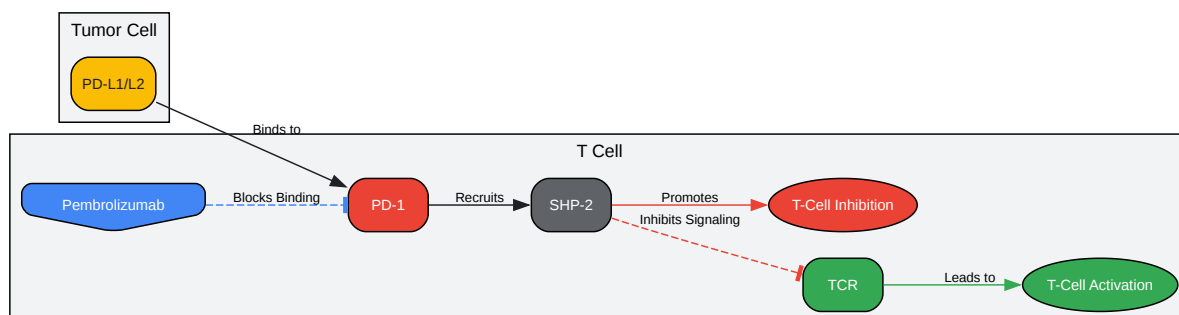 Tumor Cell
PD-L1/L2
Binds to
T Cell
Pembrolizumab
Blocks Binding
PD-1
Recruits
SHP-2
Promotes
T-Cell Inhibition
Inhibits Signaling
TCR
Leads to
T-Cell Activation